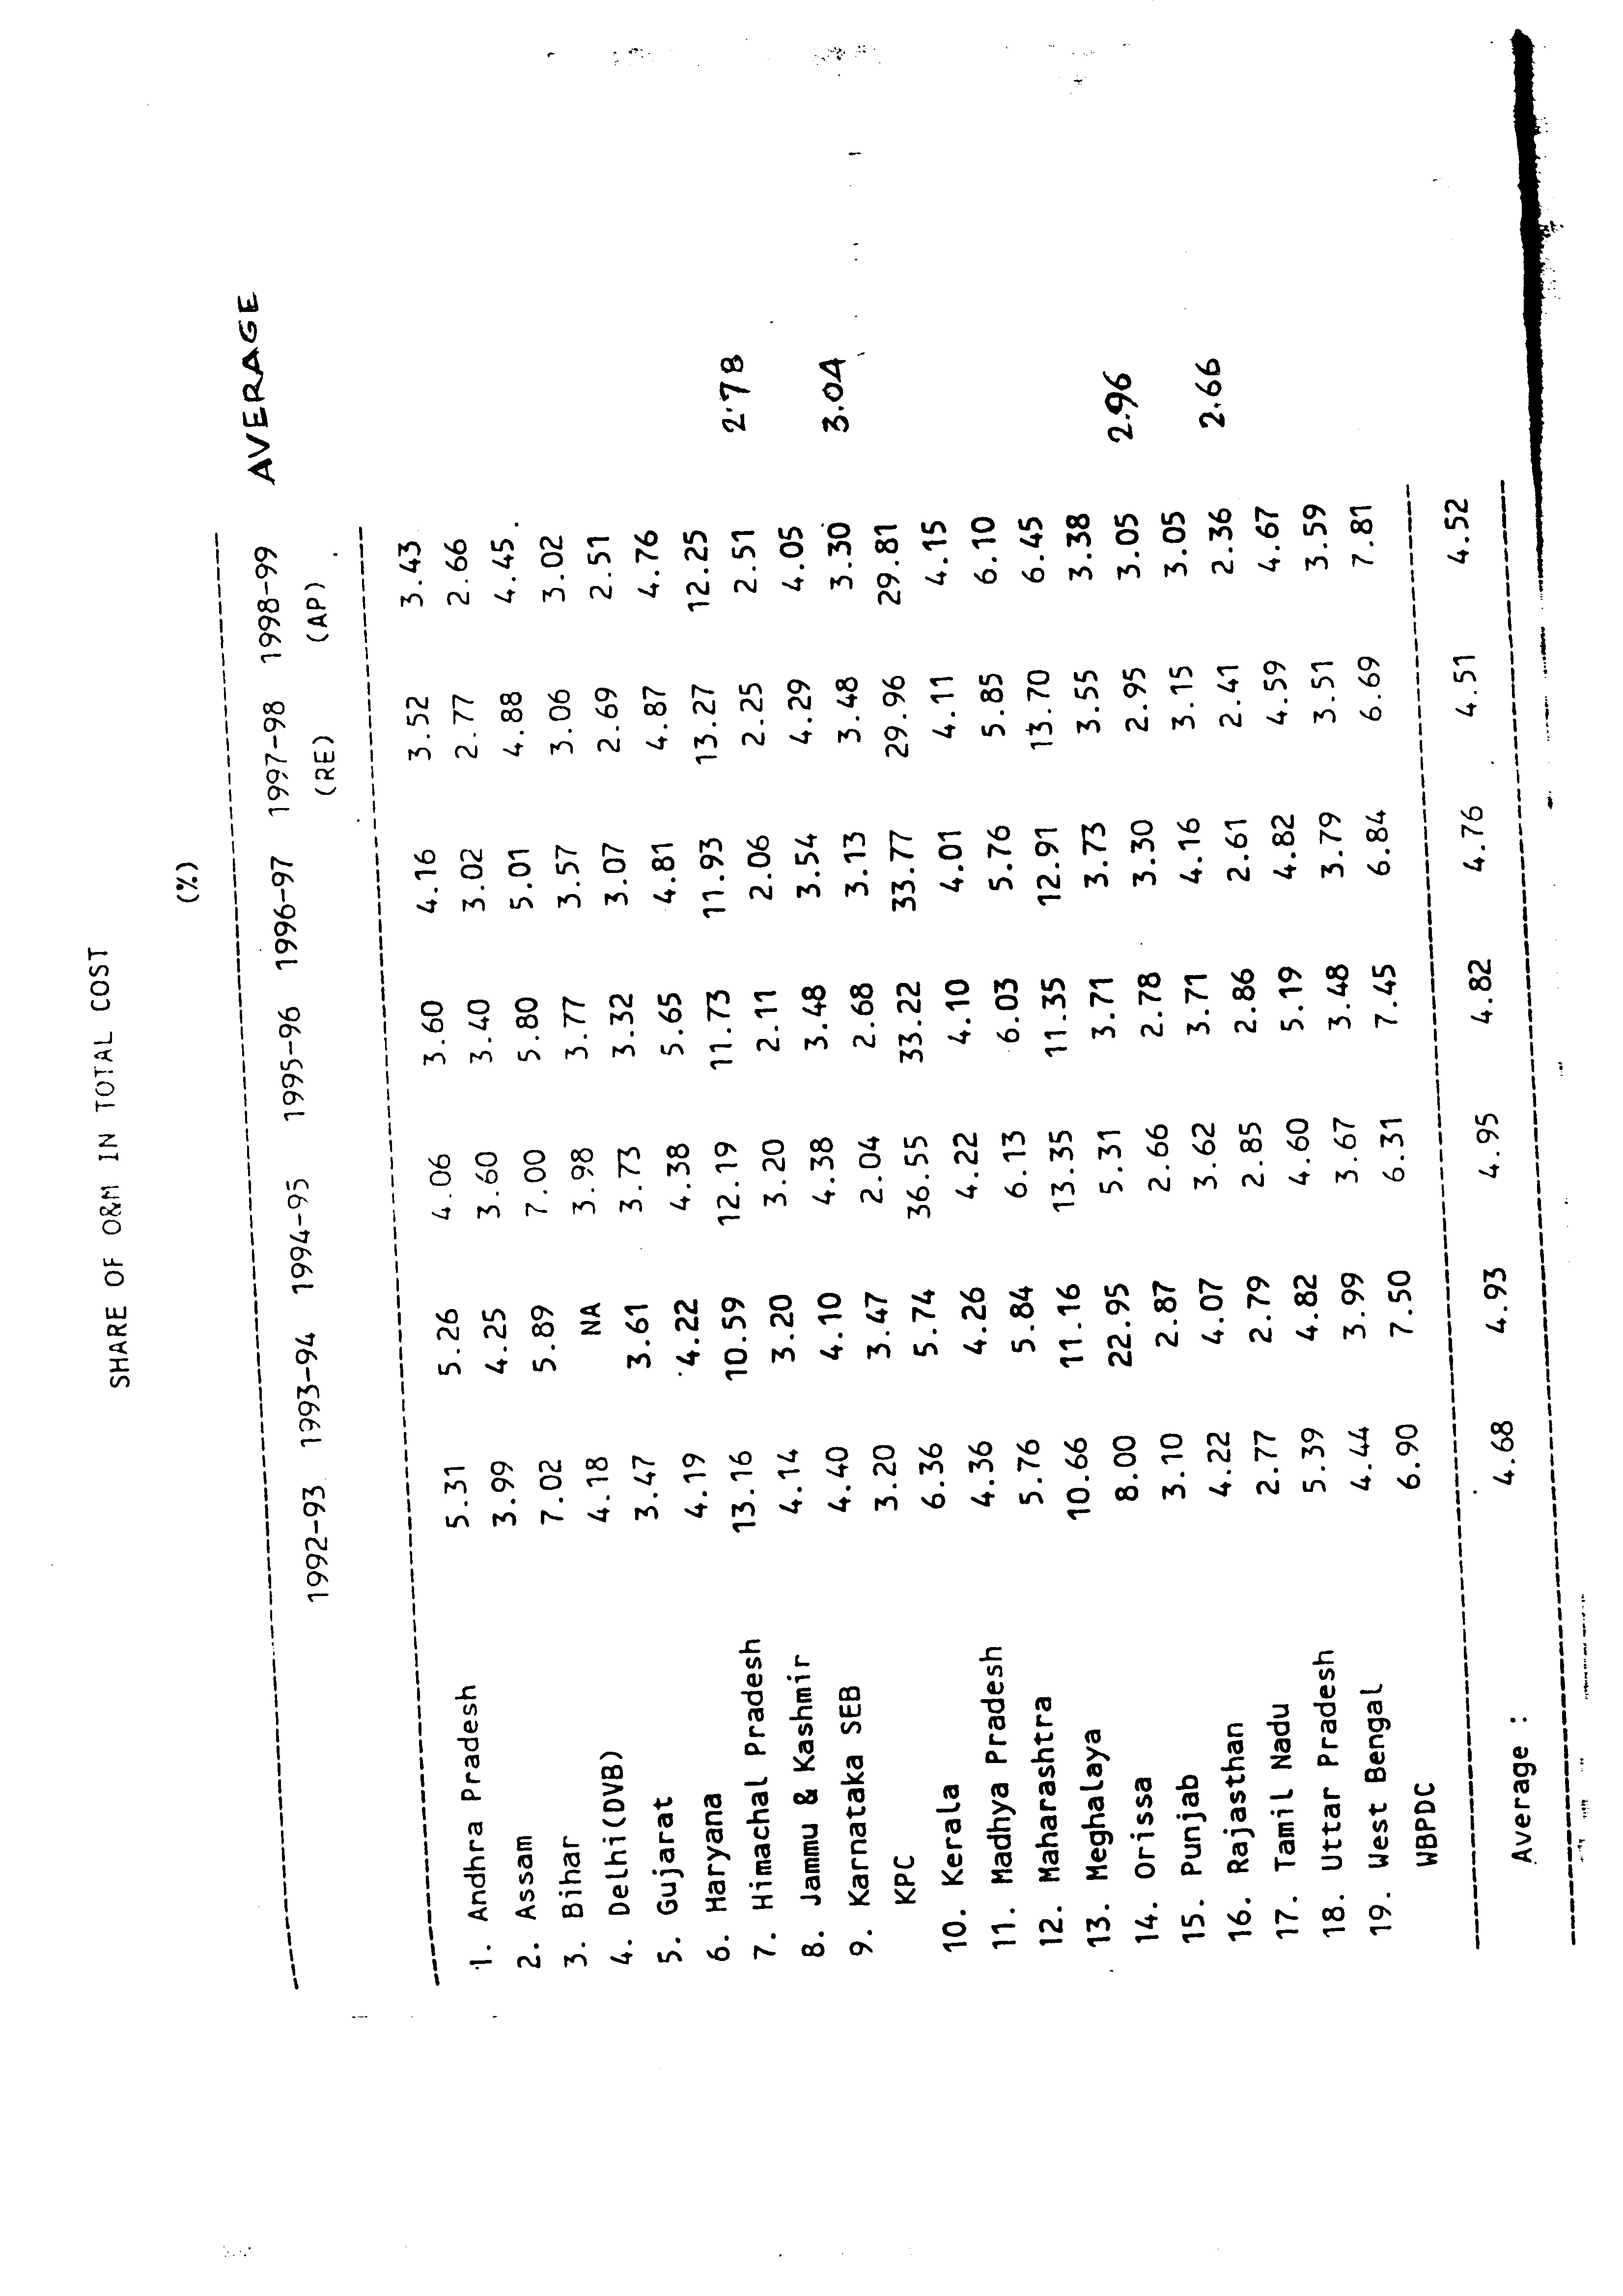 SHARE OF O&M IN TOTAL COST
(%)
1992-93 1993-94 1994-95 1995-96 1996-97 1997-98 1998-99 AVERAGE
(RE) (AP)
1. Andhra Pradesh 5.31 5.26 4.06 3.60 4.16 3.52 3.43
2. Assam 3.99 4.25 3.60 3.40 3.02 2.77 2.66
3. Bihar 7.02 5.89 7.00 5.80 5.01 4.88 4.45
4. Delhi(DVB) 4.18 NA 3.98 3.77 3.57 3.06 3.02
5. Gujarat 3.47 3.61 3.73 3.32 3.07 2.69 2.51
6. Haryana 4.19 4.22 4.38 5.65 4.81 4.87 4.76
7. Himachal Pradesh 13.16 10.59 12.19 11.73 11.93 13.27 12.25
8. Jammu & Kashmir 4.14 3.20 3.20 2.11 2.06 2.25 2.51 2.78
9. Karnataka SEB 4.40 4.10 4.38 3.48 3.54 4.29 4.05
KPC 3.20 3.47 2.04 2.68 3.13 3.48 3.30 3.04
10. Kerala 6.36 5.74 36.55 33.22 33.77 29.96 29.81
11. Madhya Pradesh 4.36 4.26 4.22 4.10 4.01 4.11 4.15
12. Maharashtra 5.76 5.84 6.13 6.03 5.76 5.85 6.10
13. Meghalaya 10.66 11.16 13.35 11.35 12.91 13.70 6.45
14. Orissa 8.00 22.95 5.31 3.71 3.73 3.55 3.38
15. Punjab 3.10 2.87 2.66 2.78 3.30 2.95 3.05 2.96
16. Rajasthan 4.22 4.07 3.62 3.71 4.16 3.15 3.05
17. Tamil Nadu 2.77 2.79 2.85 2.86 2.61 2.41 2.36 2.66
18. Uttar Pradesh 5.39 4.82 4.60 5.19 4.82 4.59 4.67
19. West Bengal 4.44 3.99 3.67 3.48 3.79 3.51 3.59
WBPDC 6.90 7.50 6.31 7.45 6.84 6.69 7.81
Average : 4.68 4.93 4.95 4.82 4.76 4.51 4.52